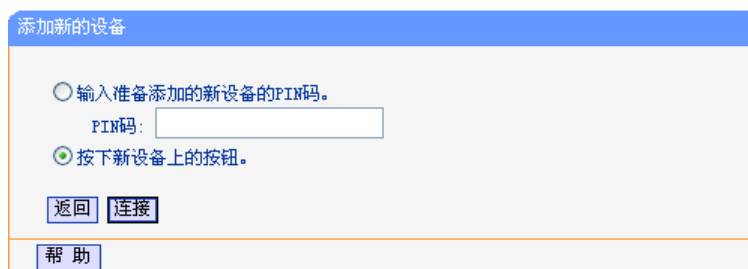 添加新的设备
输入准备添加的新设备的PIN码。
PIN码:
按下新设备上的按钮。
返回 连接
帮 助